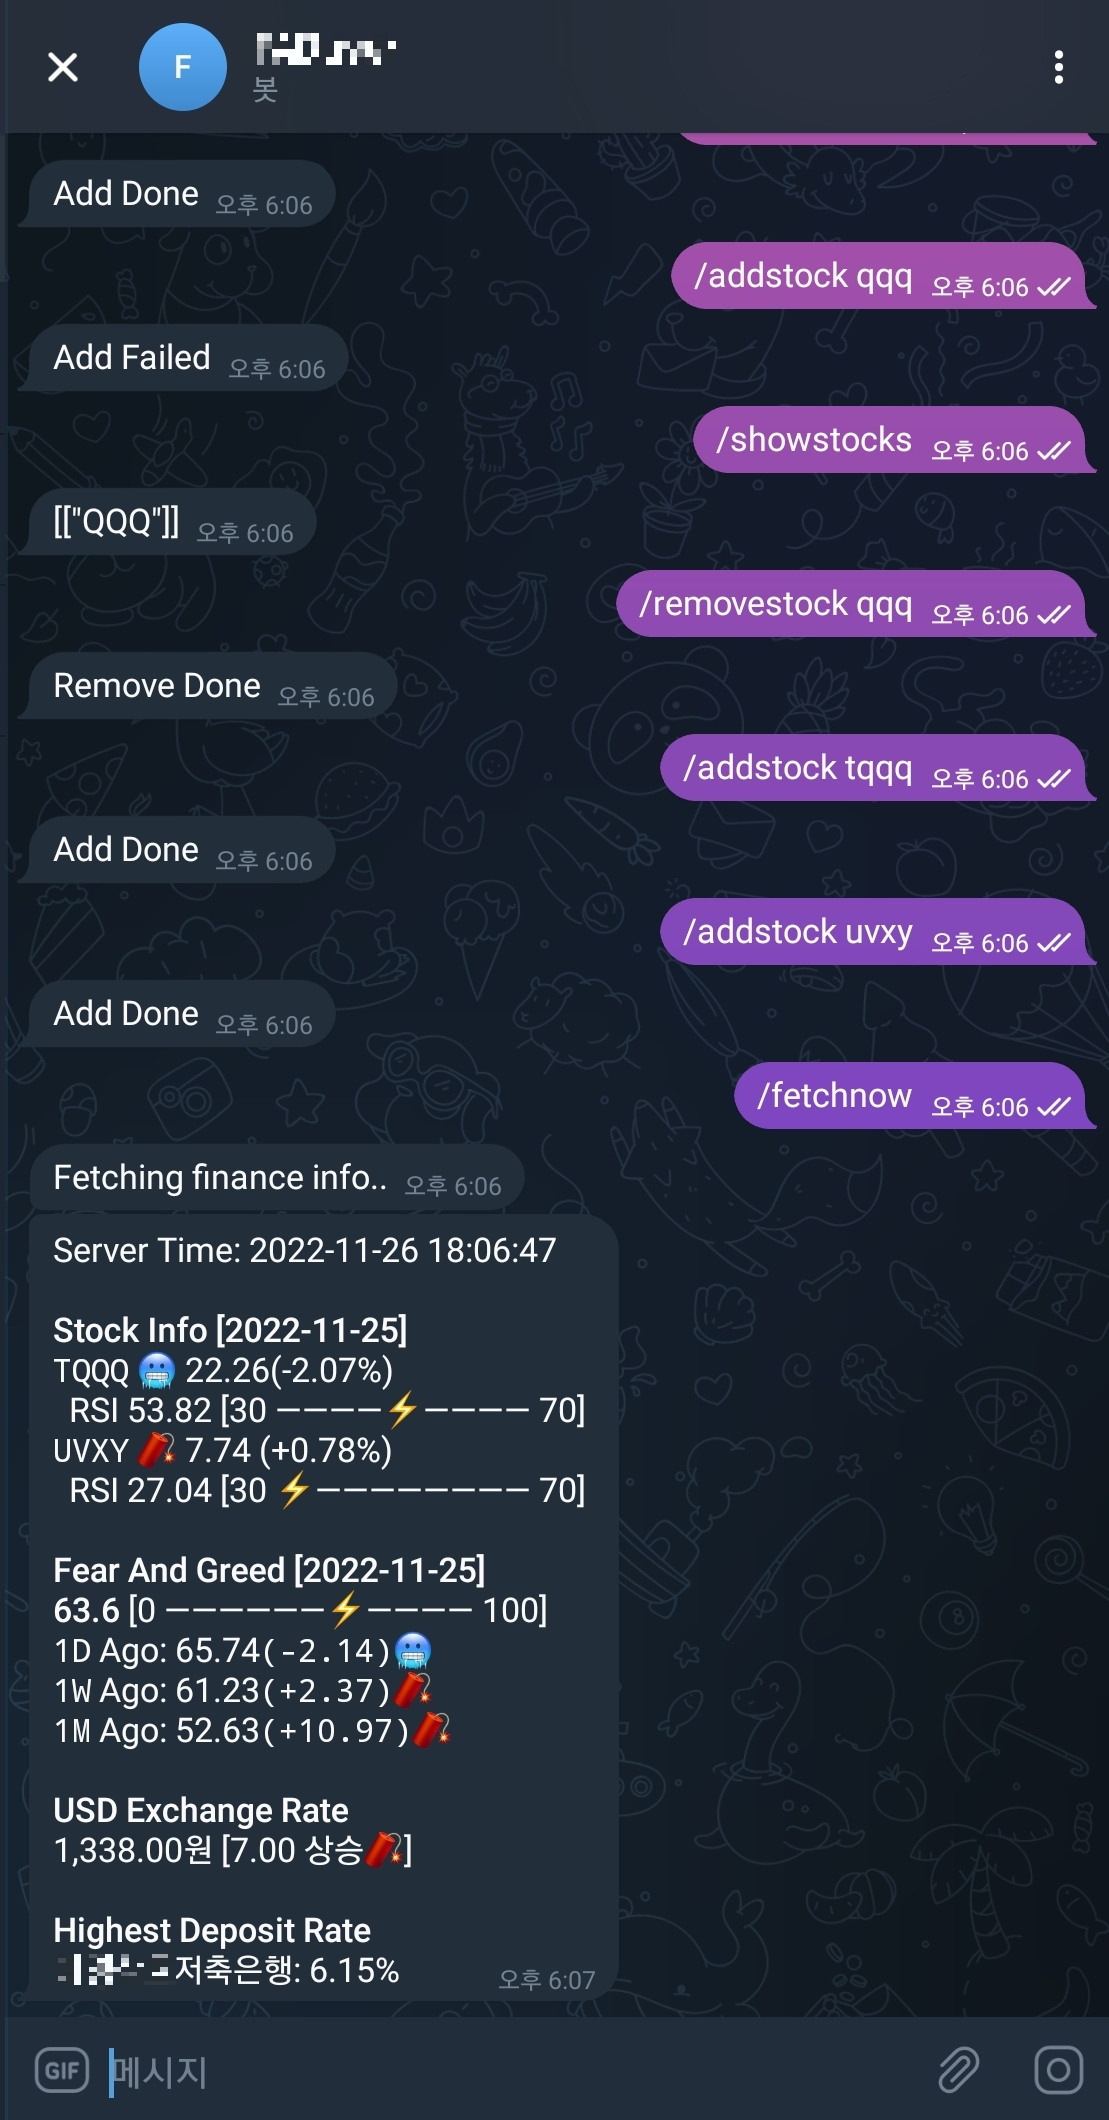 F
봇
Add Done 오후 6:06
/addstock qqq 오후 6:06
Add Failed 오후 6:06
/showstocks 오후 6:06
[["QQQ"]] 오후 6:06
/removestock qqq 오후 6:06
Remove Done 오후 6:06
/addstock tqqq 오후 6:06
Add Done 오후 6:06
/addstock uvxy 오후 6:06
Add Done 오후 6:06
/fetchnow 오후 6:06
Fetching finance info.. 오후 6:06
Server Time: 2022-11-26 18:06:47
Stock Info [2022-11-25]
TQQQ 🥶 22.26(-2.07%)
RSI 53.82 [30 ————⚡———— 70]
UVXY 🧨 7.74 (+0.78%)
RSI 27.04 [30 ⚡———————— 70]
Fear And Greed [2022-11-25]
63.6 [0 ——————⚡———— 100]
1D Ago: 65.74(-2.14)🥶
1W Ago: 61.23(+2.37)🧨
1M Ago: 52.63(+10.97)🧨
USD Exchange Rate
1,338.00원 [7.00 상승🧨]
Highest Deposit Rate
저축은행: 6.15% 오후 6:07
GIF 메시지